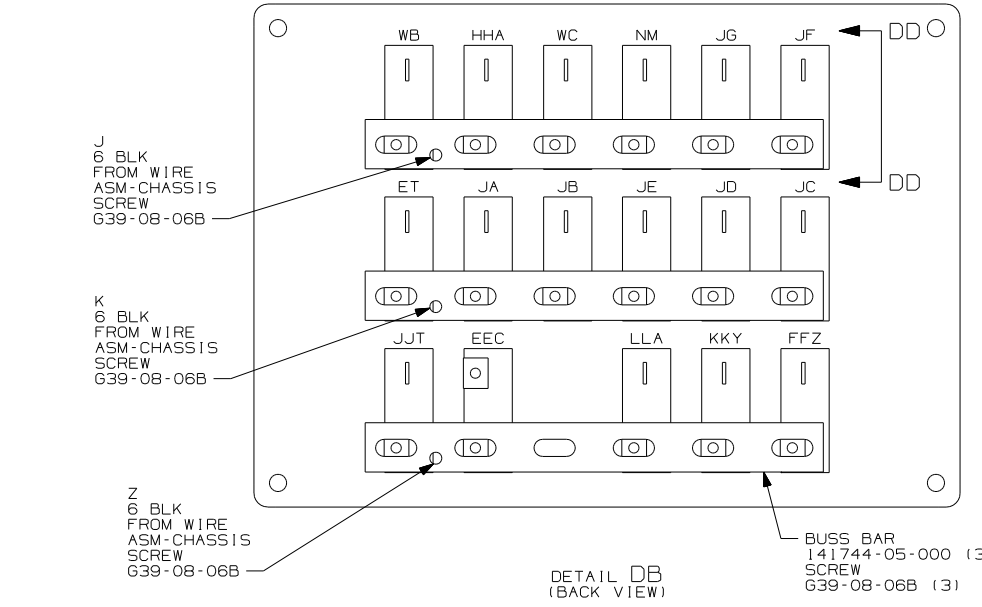 WB HHA WC NM JG JF DD
J
6 BLK
FROM WIRE
ASM-CHASSIS
SCREW
G39-08-06B
DD
ET JA JB JE JD JC
K
6 BLK
FROM WIRE
ASM-CHASSIS
SCREW
G39-08-06B
JJT EEC LLA KKY FFZ
Z
6 BLK
FROM WIRE
ASM-CHASSIS
SCREW
G39-08-06B
BUSS BAR
141744-05-000 (3
SCREW
G39-08-06B (3)
DETAIL DB
(BACK VIEW)